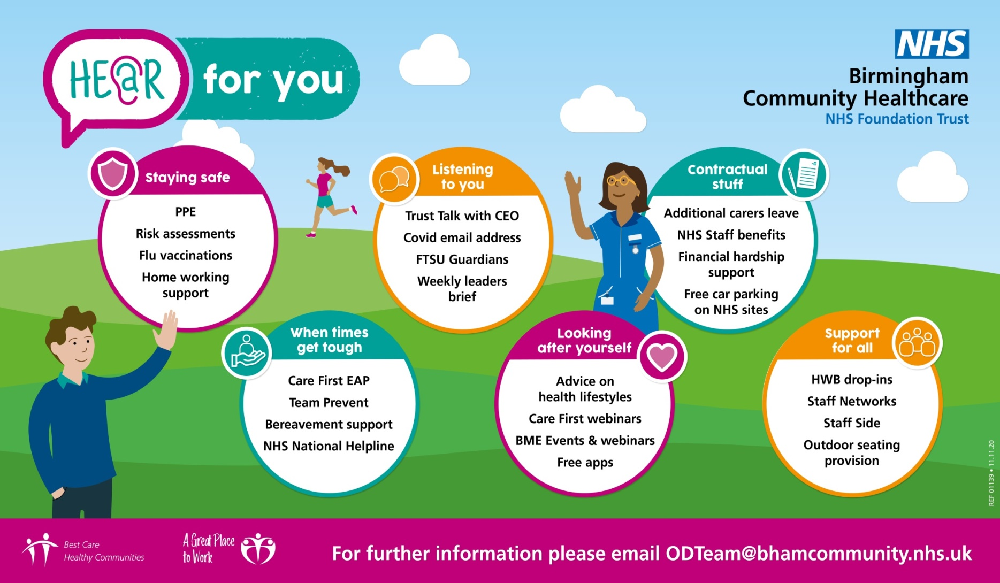 HEaR for you
NHS
Birmingham
Community Healthcare
NHS Foundation Trust
Staying safe
PPE
Risk assessments
Flu vaccinations
Home working
support
Listening
to you
Trust Talk with CEO
Covid email address
FTSU Guardians
Weekly leaders
brief
Contractual
stuff
Additional carers leave
NHS Staff benefits
Financial hardship
support
Free car parking
on NHS sites
When times
get tough
Care First EAP
Team Prevent
Bereavement support
NHS National Helpline
Looking
after yourself
Advice on
health lifestyles
Care First webinars
BME Events & webinars
Free apps
Support
for all
HWB drop-ins
Staff Networks
Staff Side
Outdoor seating
provision
REF 01139 • 11.11.20
Best Care
Healthy Communities
A Great Place
to Work
For further information please email ODTeam@bhamcommunity.nhs.uk